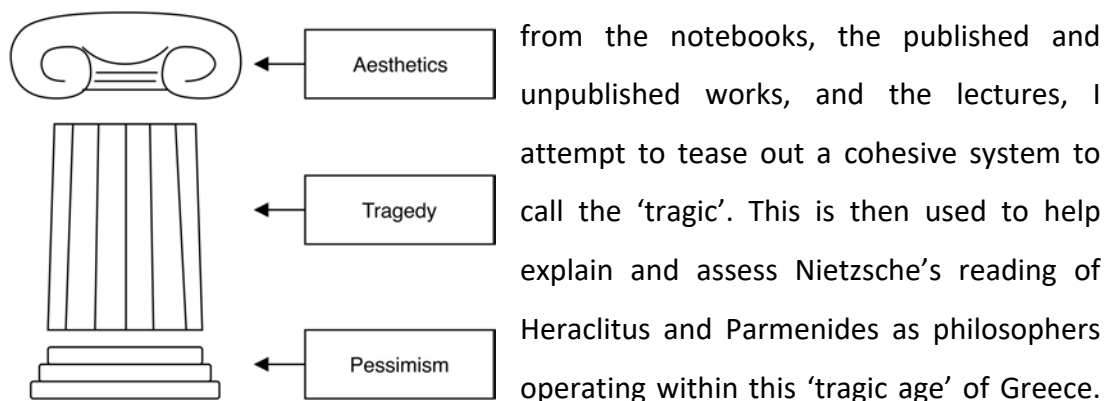 Aesthetics
Tragedy
Pessimism
from the notebooks, the published and
unpublished works, and the lectures, I
attempt to tease out a cohesive system to
call the ‘tragic’. This is then used to help
explain and assess Nietzsche’s reading of
Heraclitus and Parmenides as philosophers
operating within this ‘tragic age’ of Greece.